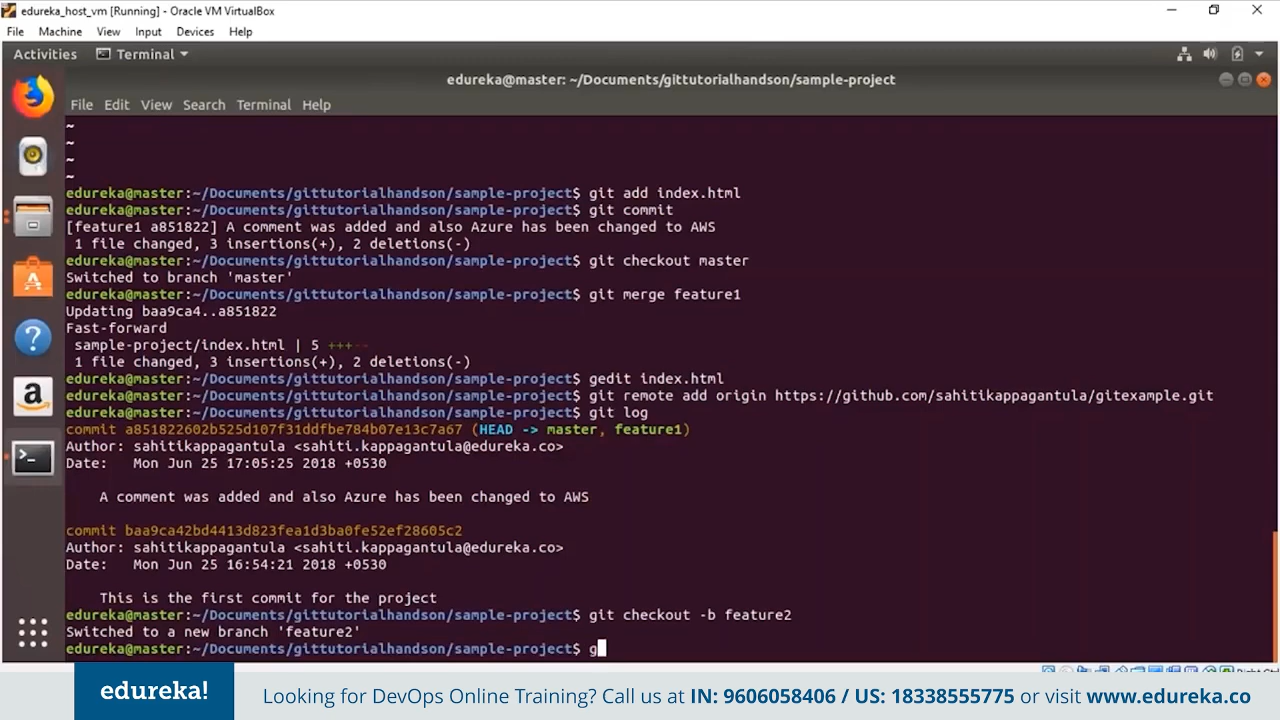 edureka_host_vm [Running] - Oracle VM VirtualBox
File Machine View Input Devices Help
Activities Terminal
edureka@master: ~/Documents/gittutorialhandson/sample-project
File Edit View Search Terminal Help
~
~
~
~
edureka@master:~/Documents/gittutorialhandson/sample-project$ git add index.html
edureka@master:~/Documents/gittutorialhandson/sample-project$ git commit
[feature1 a851822] A comment was added and also Azure has been changed to AWS
1 file changed, 3 insertions(+), 2 deletions(-)
edureka@master:~/Documents/gittutorialhandson/sample-project$ git checkout master
Switched to branch 'master'
edureka@master:~/Documents/gittutorialhandson/sample-project$ git merge feature1
Updating baa9ca4..a851822
Fast-forward
sample-project/index.html | 5 +++--
1 file changed, 3 insertions(+), 2 deletions(-)
edureka@master:~/Documents/gittutorialhandson/sample-project$ gedit index.html
edureka@master:~/Documents/gittutorialhandson/sample-project$ git remote add origin https://github.com/sahitikappagantula/gitexample.git
edureka@master:~/Documents/gittutorialhandson/sample-project$ git log
commit a851822602b525d107f31ddfbe784b07e13c7a67 (HEAD -> master, feature1)
Author: sahitikappagantula <sahiti.kappagantula@edureka.co>
Date: Mon Jun 25 17:05:25 2018 +0530
A comment was added and also Azure has been changed to AWS
commit baa9ca42bd4413d823fea1d3ba0fe52ef28605c2
Author: sahitikappagantula <sahiti.kappagantula@edureka.co>
Date: Mon Jun 25 16:54:21 2018 +0530
This is the first commit for the project
edureka@master:~/Documents/gittutorialhandson/sample-project$ git checkout -b feature2
Switched to a new branch 'feature2'
edureka@master:~/Documents/gittutorialhandson/sample-project$ g
edureka!
Looking for DevOps Online Training? Call us at IN: 9606058406 / US: 18338555775 or visit www.edureka.co